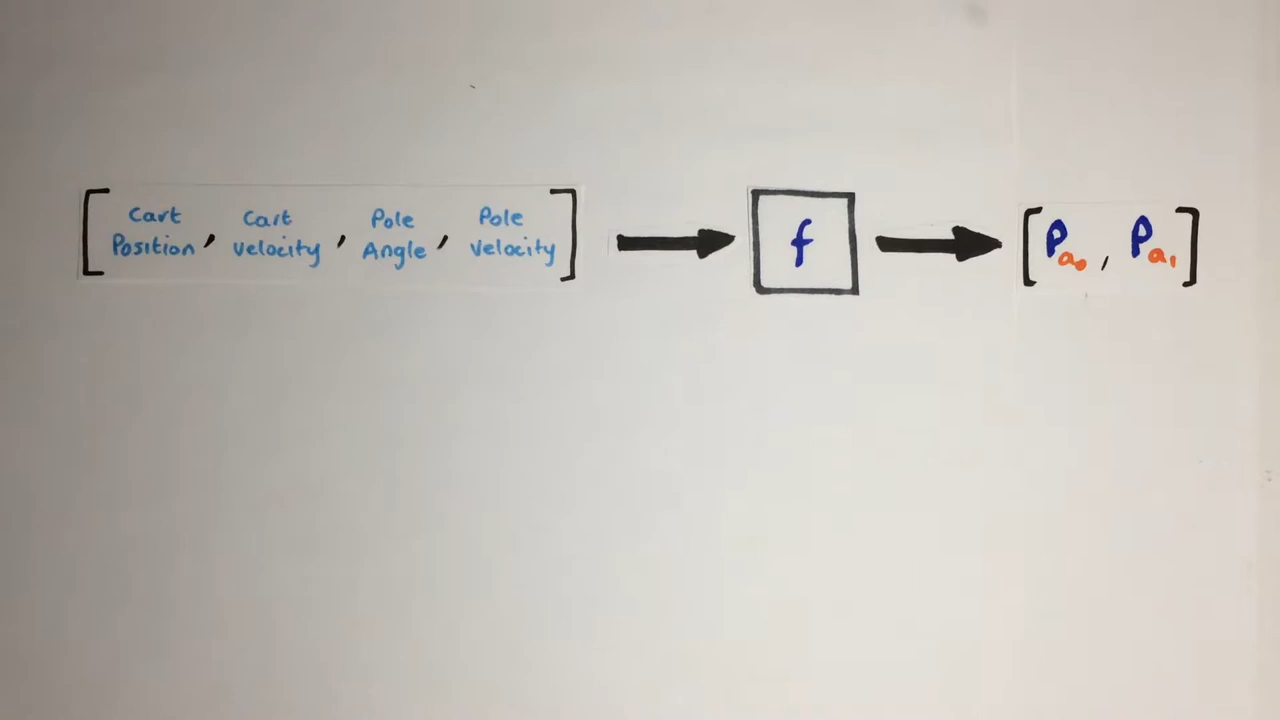 [ Cart Position , Cart velocity , Pole Angle , Pole velocity ]
f
[ Pa₀ , Pa₁ ]